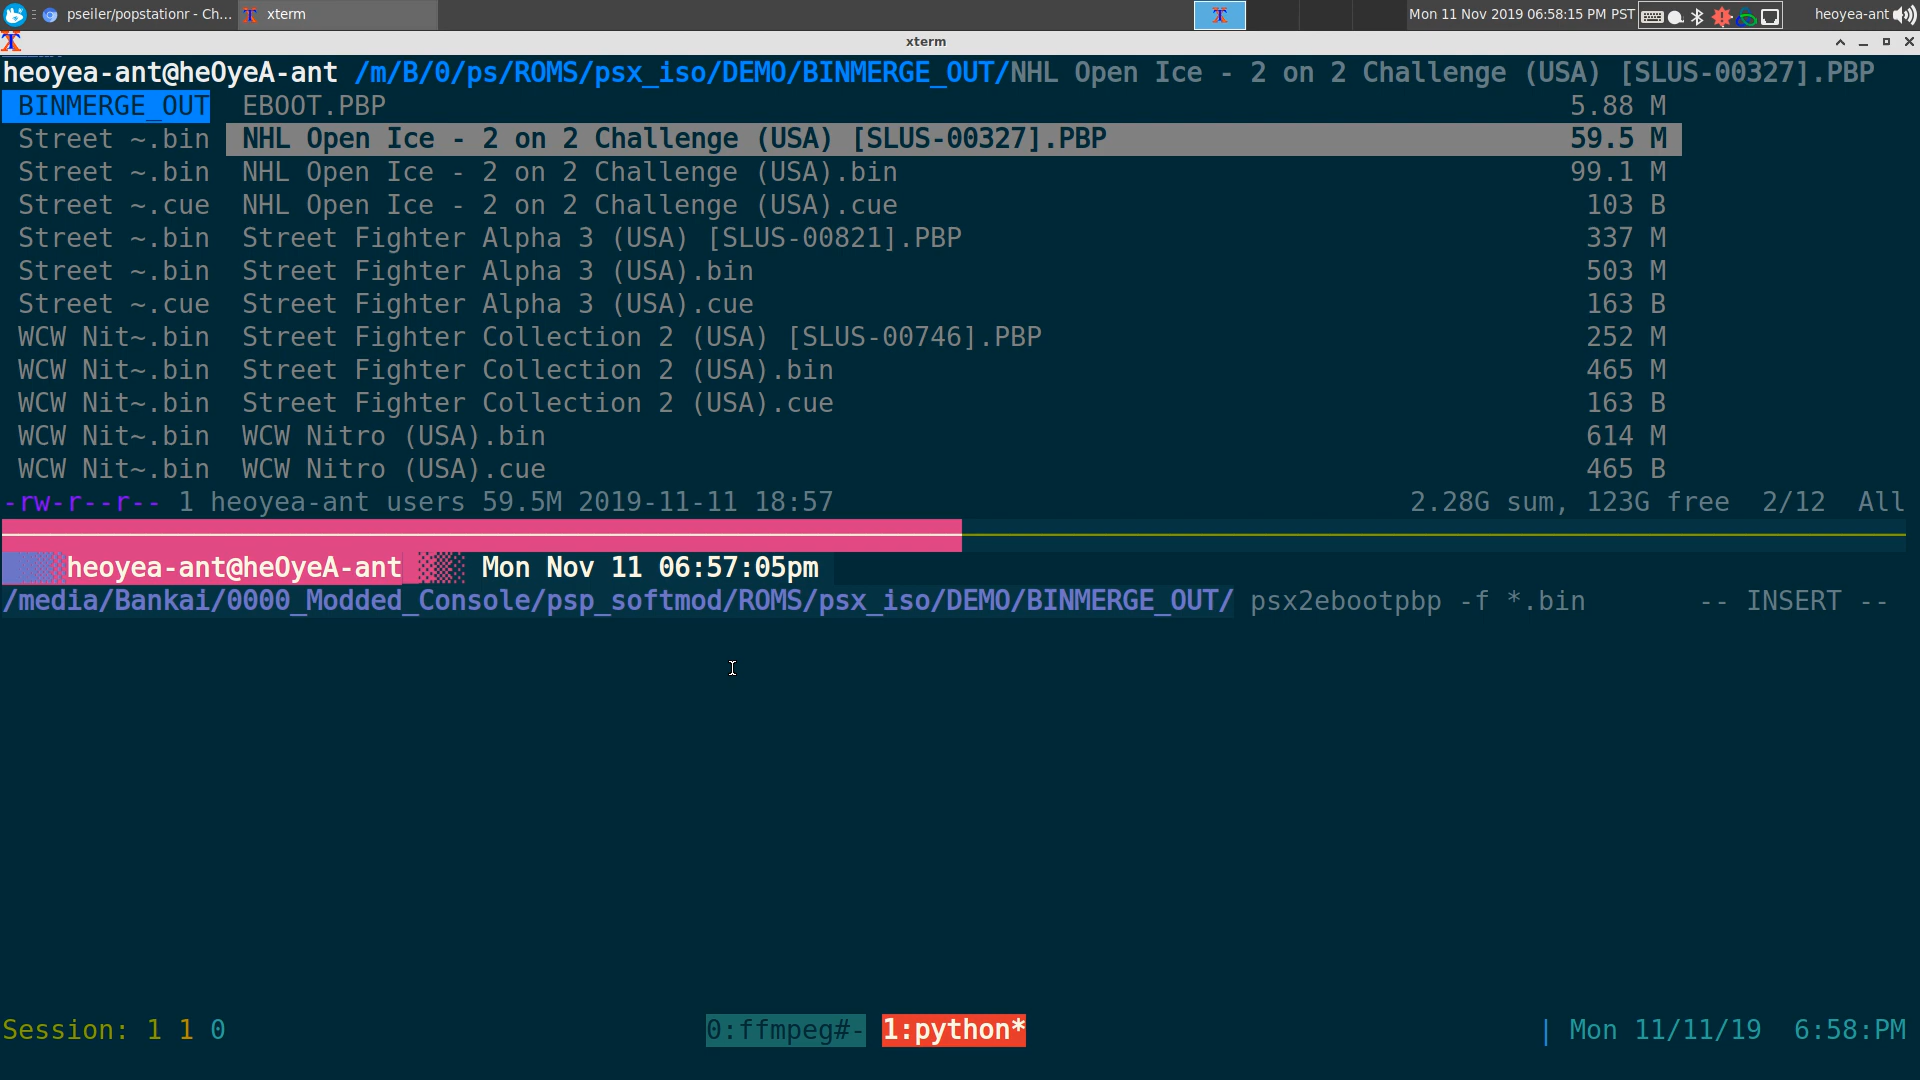 pseiler/popstationr - Ch... xterm Mon 11 Nov 2019 06:58:15 PM PST heoyea-ant
xterm
heoyea-ant@heOyeA-ant /m/B/0/ps/ROMS/psx_iso/DEMO/BINMERGE_OUT/NHL Open Ice - 2 on 2 Challenge (USA) [SLUS-00327].PBP
BINMERGE_OUT EBOOT.PBP 5.88 M
Street ~.bin NHL Open Ice - 2 on 2 Challenge (USA) [SLUS-00327].PBP 59.5 M
Street ~.bin NHL Open Ice - 2 on 2 Challenge (USA).bin 99.1 M
Street ~.cue NHL Open Ice - 2 on 2 Challenge (USA).cue 103 B
Street ~.bin Street Fighter Alpha 3 (USA) [SLUS-00821].PBP 337 M
Street ~.bin Street Fighter Alpha 3 (USA).bin 503 M
Street ~.cue Street Fighter Alpha 3 (USA).cue 163 B
WCW Nit~.bin Street Fighter Collection 2 (USA) [SLUS-00746].PBP 252 M
WCW Nit~.bin Street Fighter Collection 2 (USA).bin 465 M
WCW Nit~.bin Street Fighter Collection 2 (USA).cue 163 B
WCW Nit~.bin WCW Nitro (USA).bin 614 M
WCW Nit~.bin WCW Nitro (USA).cue 465 B
-rw-r--r-- 1 heoyea-ant users 59.5M 2019-11-11 18:57 2.28G sum, 123G free 2/12 All
heoyea-ant@heOyeA-ant Mon Nov 11 06:57:05pm
/media/Bankai/0000_Modded_Console/psp_softmod/ROMS/psx_iso/DEMO/BINMERGE_OUT/ psx2ebootpbp -f *.bin -- INSERT --
Session: 1 1 0 0:ffmpeg#- 1:python* | Mon 11/11/19 6:58:PM